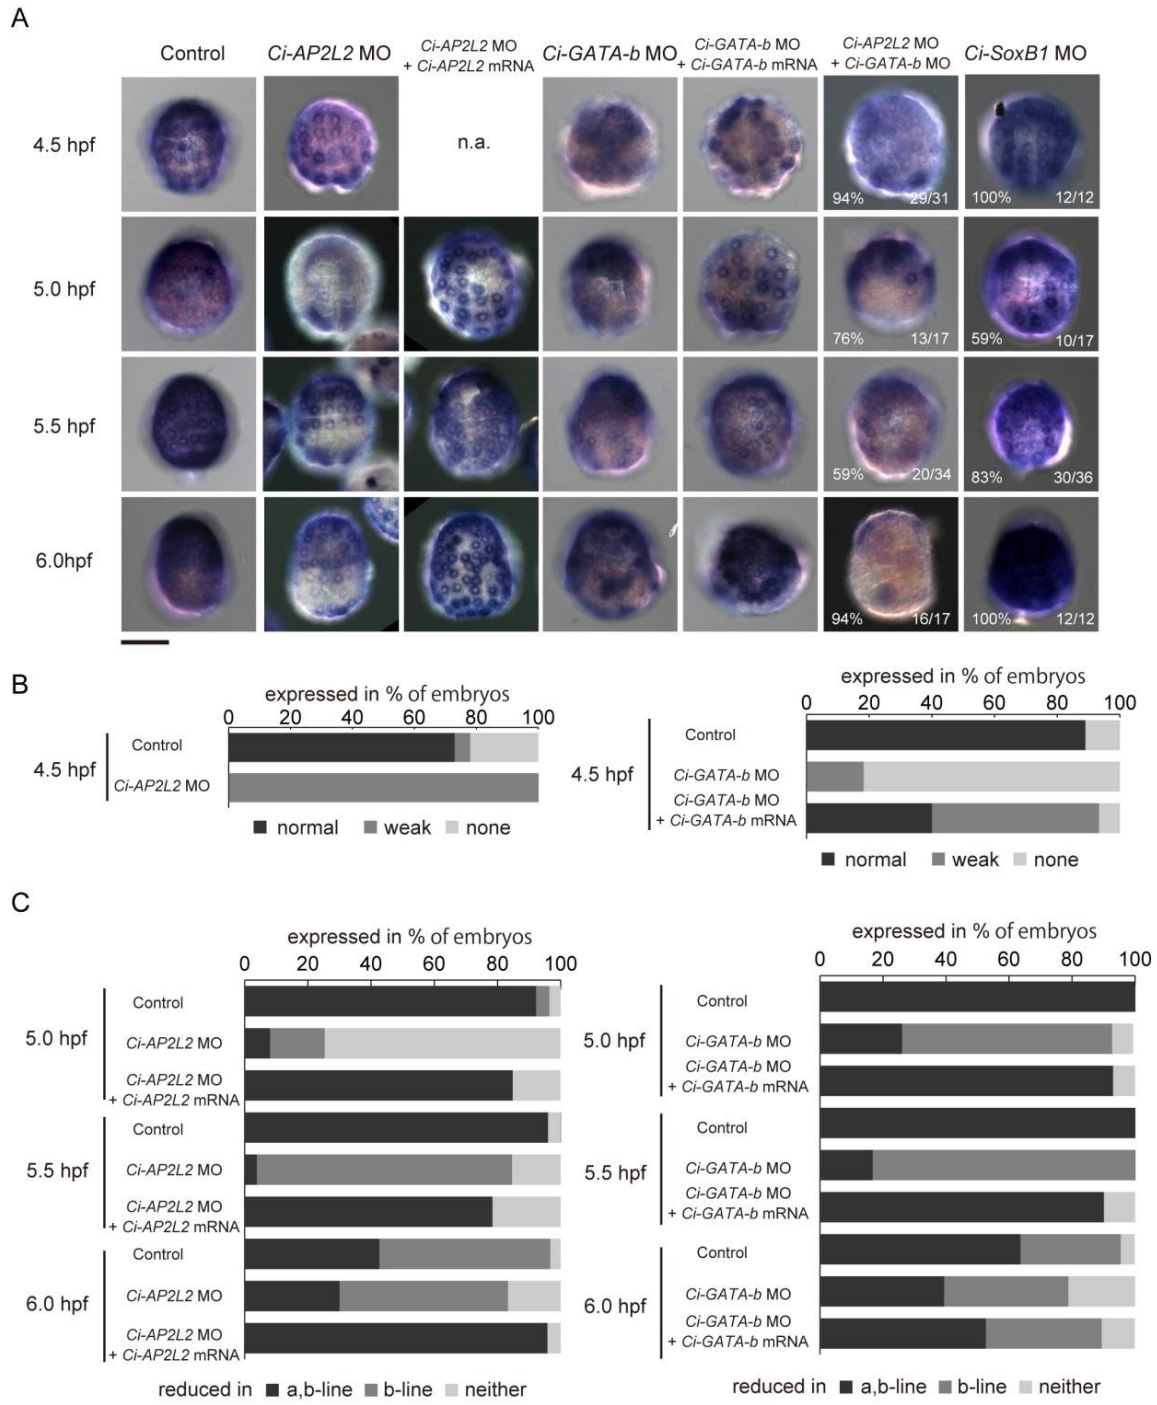 A
Control
Ci-AP2L2 MO
Ci-AP2L2 MO
+ Ci-AP2L2 mRNA
Ci-GATA-b MO
Ci-GATA-b MO
+ Ci-GATA-b mRNA
Ci-AP2L2 MO
+ Ci-GATA-b MO
Ci-SoxB1 MO
4.5 hpf
n.a.
94% 29/31
100% 12/12
5.0 hpf
76% 13/17
59% 10/17
5.5 hpf
59% 20/34
83% 30/36
6.0hpf
94% 16/17
100% 12/12
B
expressed in % of embryos
0 20 40 60 80 100
4.5 hpf
Control
Ci-AP2L2 MO
normal weak none
expressed in % of embryos
0 20 40 60 80 100
4.5 hpf
Control
Ci-GATA-b MO
Ci-GATA-b MO
+ Ci-GATA-b mRNA
normal weak none
C
expressed in % of embryos
0 20 40 60 80 100
5.0 hpf
Control
Ci-AP2L2 MO
Ci-AP2L2 MO
+ Ci-AP2L2 mRNA
5.5 hpf
Control
Ci-AP2L2 MO
Ci-AP2L2 MO
+ Ci-AP2L2 mRNA
6.0 hpf
Control
Ci-AP2L2 MO
Ci-AP2L2 MO
+ Ci-AP2L2 mRNA
reduced in a,b-line b-line neither
expressed in % of embryos
0 20 40 60 80 100
5.0 hpf
Control
Ci-GATA-b MO
Ci-GATA-b MO
+ Ci-GATA-b mRNA
5.5 hpf
Control
Ci-GATA-b MO
Ci-GATA-b MO
+ Ci-GATA-b mRNA
6.0 hpf
Control
Ci-GATA-b MO
Ci-GATA-b MO
+ Ci-GATA-b mRNA
reduced in a,b-line b-line neither